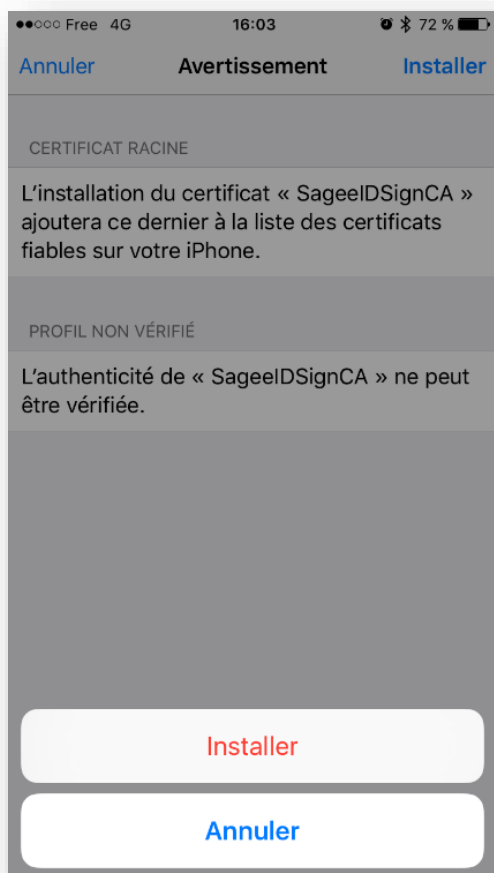 Free 4G 16:03 72 %
Annuler Avertissement Installer
CERTIFICAT RACINE
L'installation du certificat « SageeIDSignCA »
ajoutera ce dernier à la liste des certificats
fiables sur votre iPhone.
PROFIL NON VÉRIFIÉ
L'authenticité de « SageeIDSignCA » ne peut
être vérifiée.
Installer
Annuler